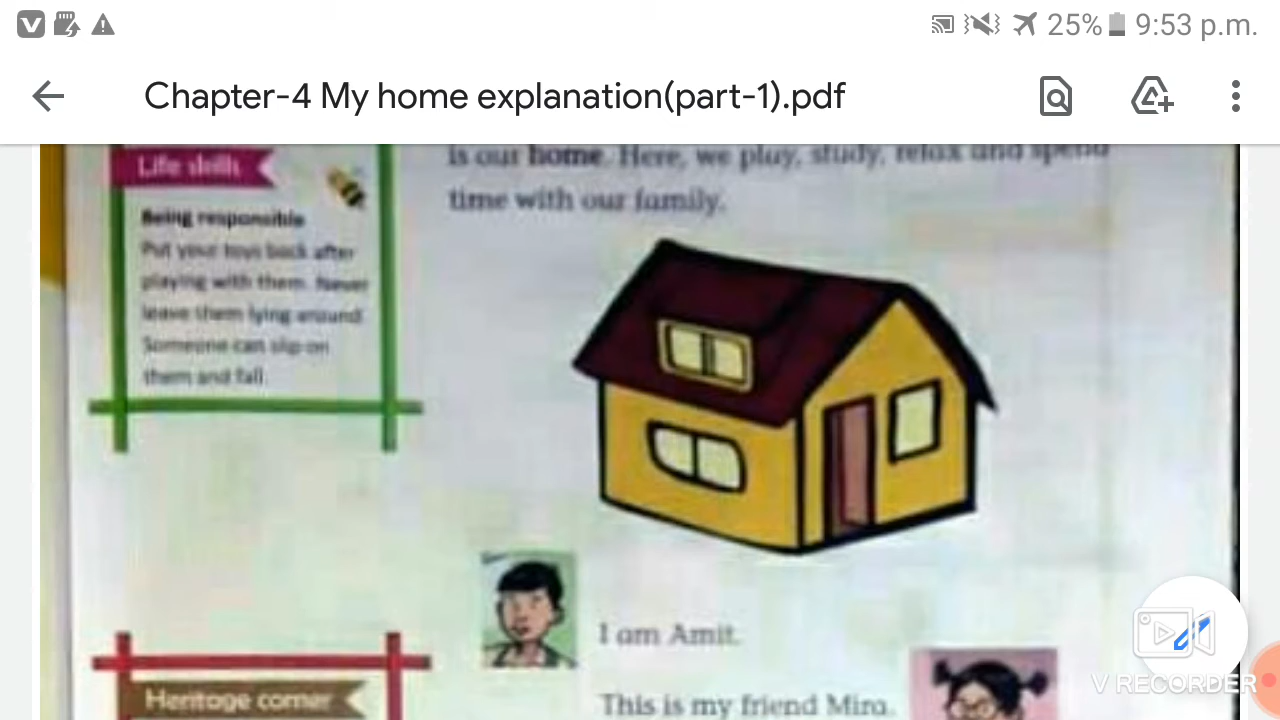 25% 9:53 p.m.
Chapter-4 My home explanation(part-1).pdf
is our home. Here, we play, study, relax and spend
time with our family.
Life skills
Being responsible
Put your toys back after
playing with them. Never
leave them lying around.
Someone can slip on
them and fall.
I am Amit.
This is my friend Mira.
Heritage corner
V RECORDER